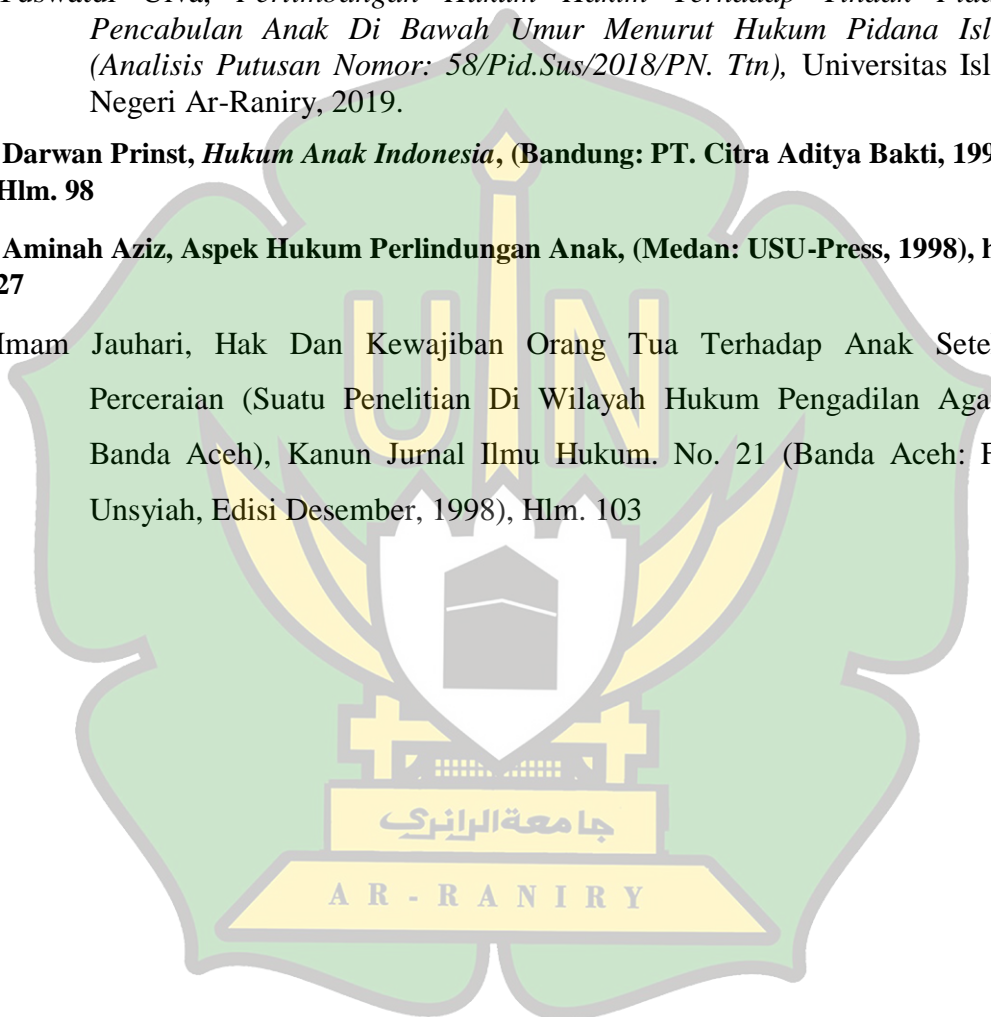 Pencabulan Anak Di Bawah Umur Menurut Hukum Pidana Isl
(Analisis Putusan Nomor: 58/Pid.Sus/2018/PN. Ttn), Universitas Isl
Negeri Ar-Raniry, 2019.
Darwan Prinst, Hukum Anak Indonesia, (Bandung: PT. Citra Aditya Bakti, 199
Hlm. 98
Aminah Aziz, Aspek Hukum Perlindungan Anak, (Medan: USU-Press, 1998), h
27
Imam Jauhari, Hak Dan Kewajiban Orang Tua Terhadap Anak Sete
Perceraian (Suatu Penelitian Di Wilayah Hukum Pengadilan Aga
Banda Aceh), Kanun Jurnal Ilmu Hukum. No. 21 (Banda Aceh: F
Unsyiah, Edisi Desember, 1998), Hlm. 103
UIN
جامعة الرانري
AR-RANIRY